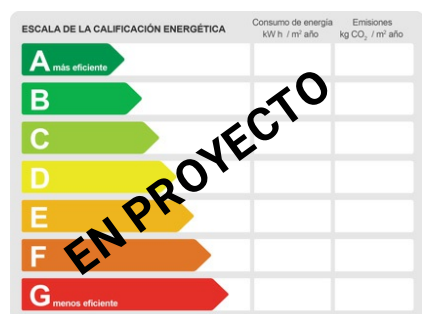 ESCALA DE LA CALIFICACIÓN ENERGÉTICA
Consumo de energía
kW h / m² año
Emisiones
kg CO₂ / m² año
A más eficiente
B
C
D
E
F
G menos eficiente
EN PROYECTO